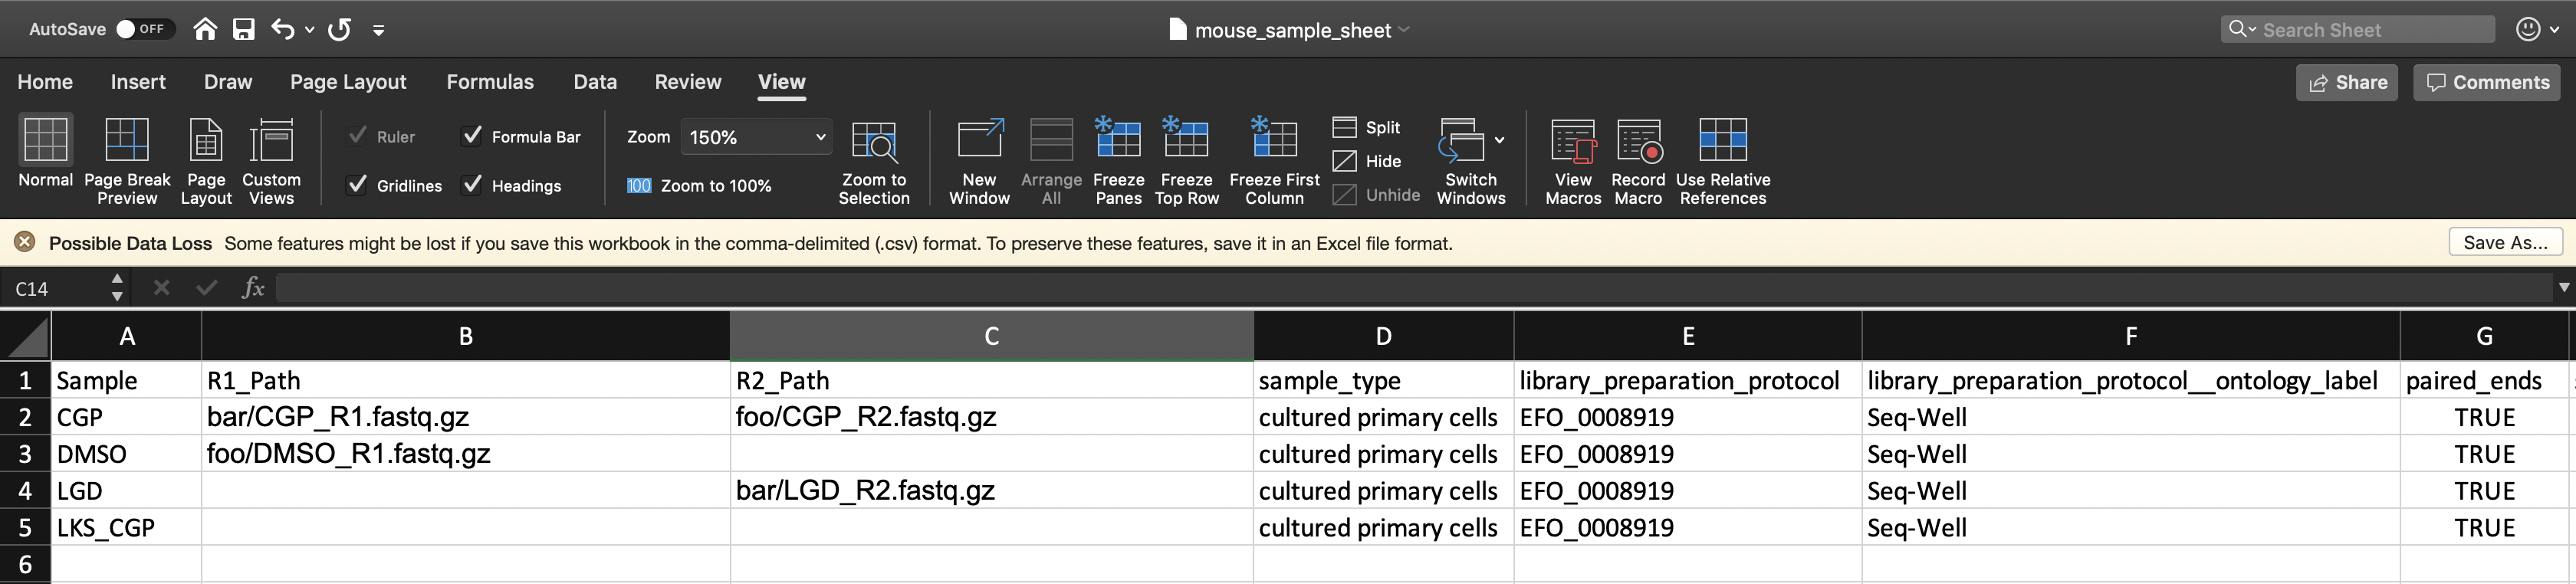 AutoSave OFF mouse_sample_sheet Search Sheet
Home Insert Draw Page Layout Formulas Data Review View Share Comments
Normal Page Break Preview Page Layout Custom Views
Ruler Formula Bar
Gridlines Headings
Zoom 150%
100 Zoom to 100%
Zoom to Selection
New Window Arrange All Freeze Panes Freeze Top Row Freeze First Column
Split
Hide
Unhide
Switch Windows
View Macros Record Macro Use Relative References
Possible Data Loss Some features might be lost if you save this workbook in the comma-delimited (.csv) format. To preserve these features, save it in an Excel file format. Save As...
C14 fx
A B C D E F G
1 Sample R1_Path R2_Path sample_type library_preparation_protocol library_preparation_protocol__ontology_label paired_ends
2 CGP bar/CGP_R1.fastq.gz foo/CGP_R2.fastq.gz cultured primary cells EFO_0008919 Seq-Well TRUE
3 DMSO foo/DMSO_R1.fastq.gz cultured primary cells EFO_0008919 Seq-Well TRUE
4 LGD bar/LGD_R2.fastq.gz cultured primary cells EFO_0008919 Seq-Well TRUE
5 LKS_CGP cultured primary cells EFO_0008919 Seq-Well TRUE
6